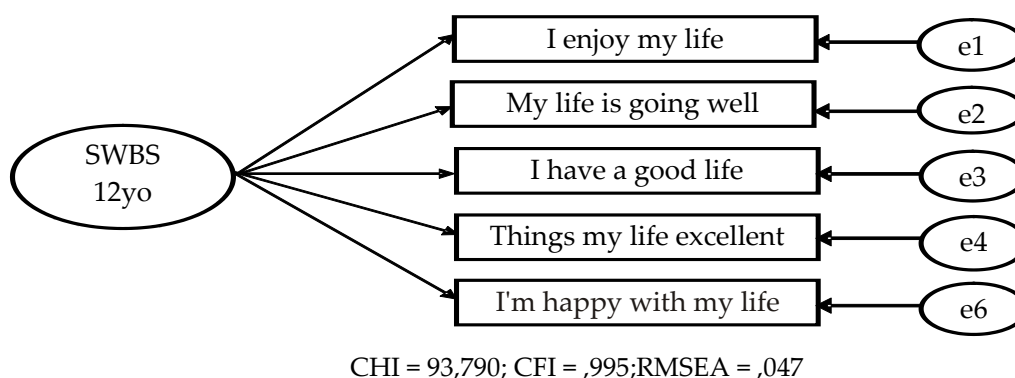 I enjoy my life
e1
My life is going well
e2
SWBS
12yo
I have a good life
e3
Things my life excellent
e4
I'm happy with my life
e6
CHI = 93,790; CFI = ,995;RMSEA = ,047